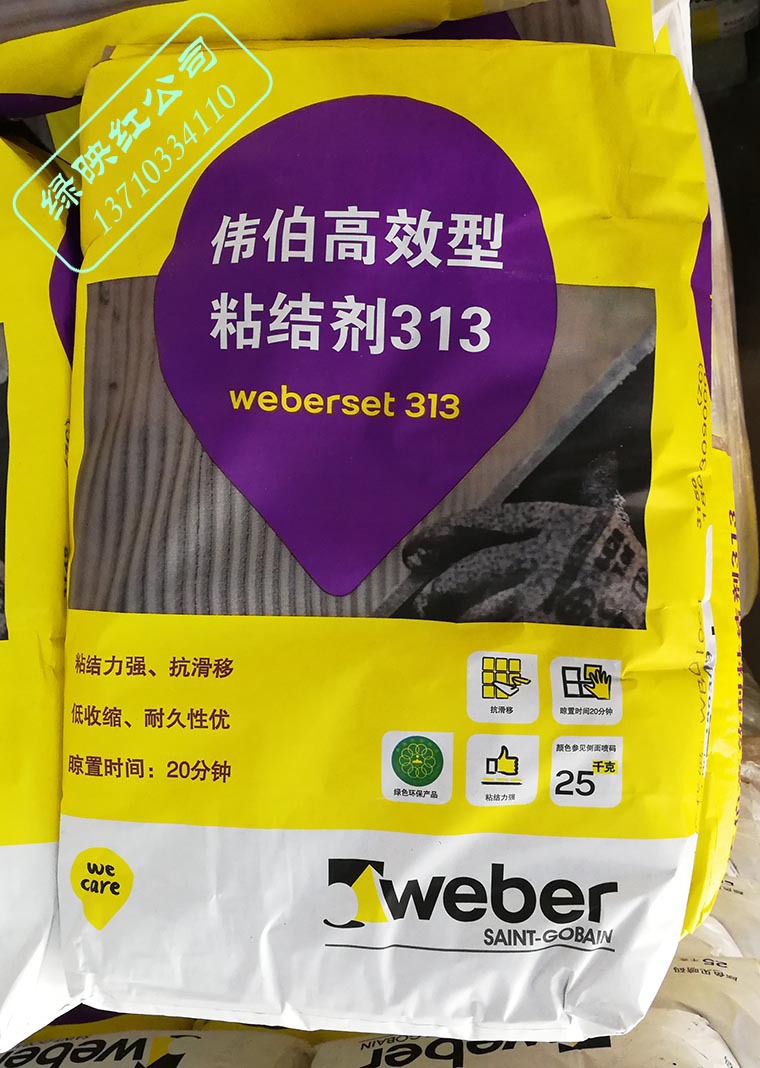 绿映红公司
13710334110
伟伯高效型
粘结剂313
weberset 313
粘结力强、抗滑移
低收缩、耐久性优
晾置时间：20分钟
抗滑移
晾置时间20分钟
绿色环保产品
粘结力强
颜色参见侧面喷码
25千克
we
care
weber
SAINT-GOBAIN
weber